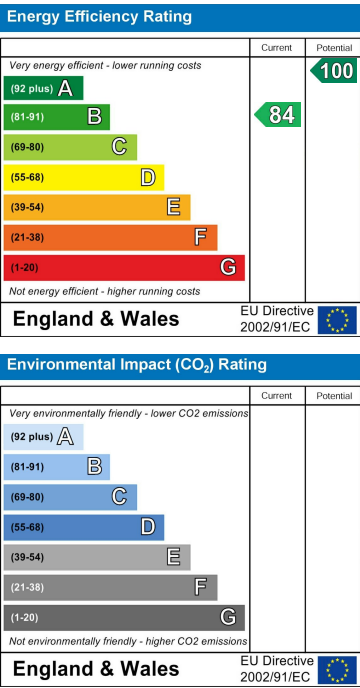 Energy Efficiency Rating
Current Potential
Very energy efficient - lower running costs
(92 plus) A
100
(81-91) B
84
(69-80) C
(55-68) D
(39-54) E
(21-38) F
(1-20) G
Not energy efficient - higher running costs
England & Wales
EU Directive
2002/91/EC
Environmental Impact (CO2) Rating
Current Potential
Very environmentally friendly - lower CO2 emissions
(92 plus) A
(81-91) B
(69-80) C
(55-68) D
(39-54) E
(21-38) F
(1-20) G
Not environmentally friendly - higher CO2 emissions
England & Wales
EU Directive
2002/91/EC